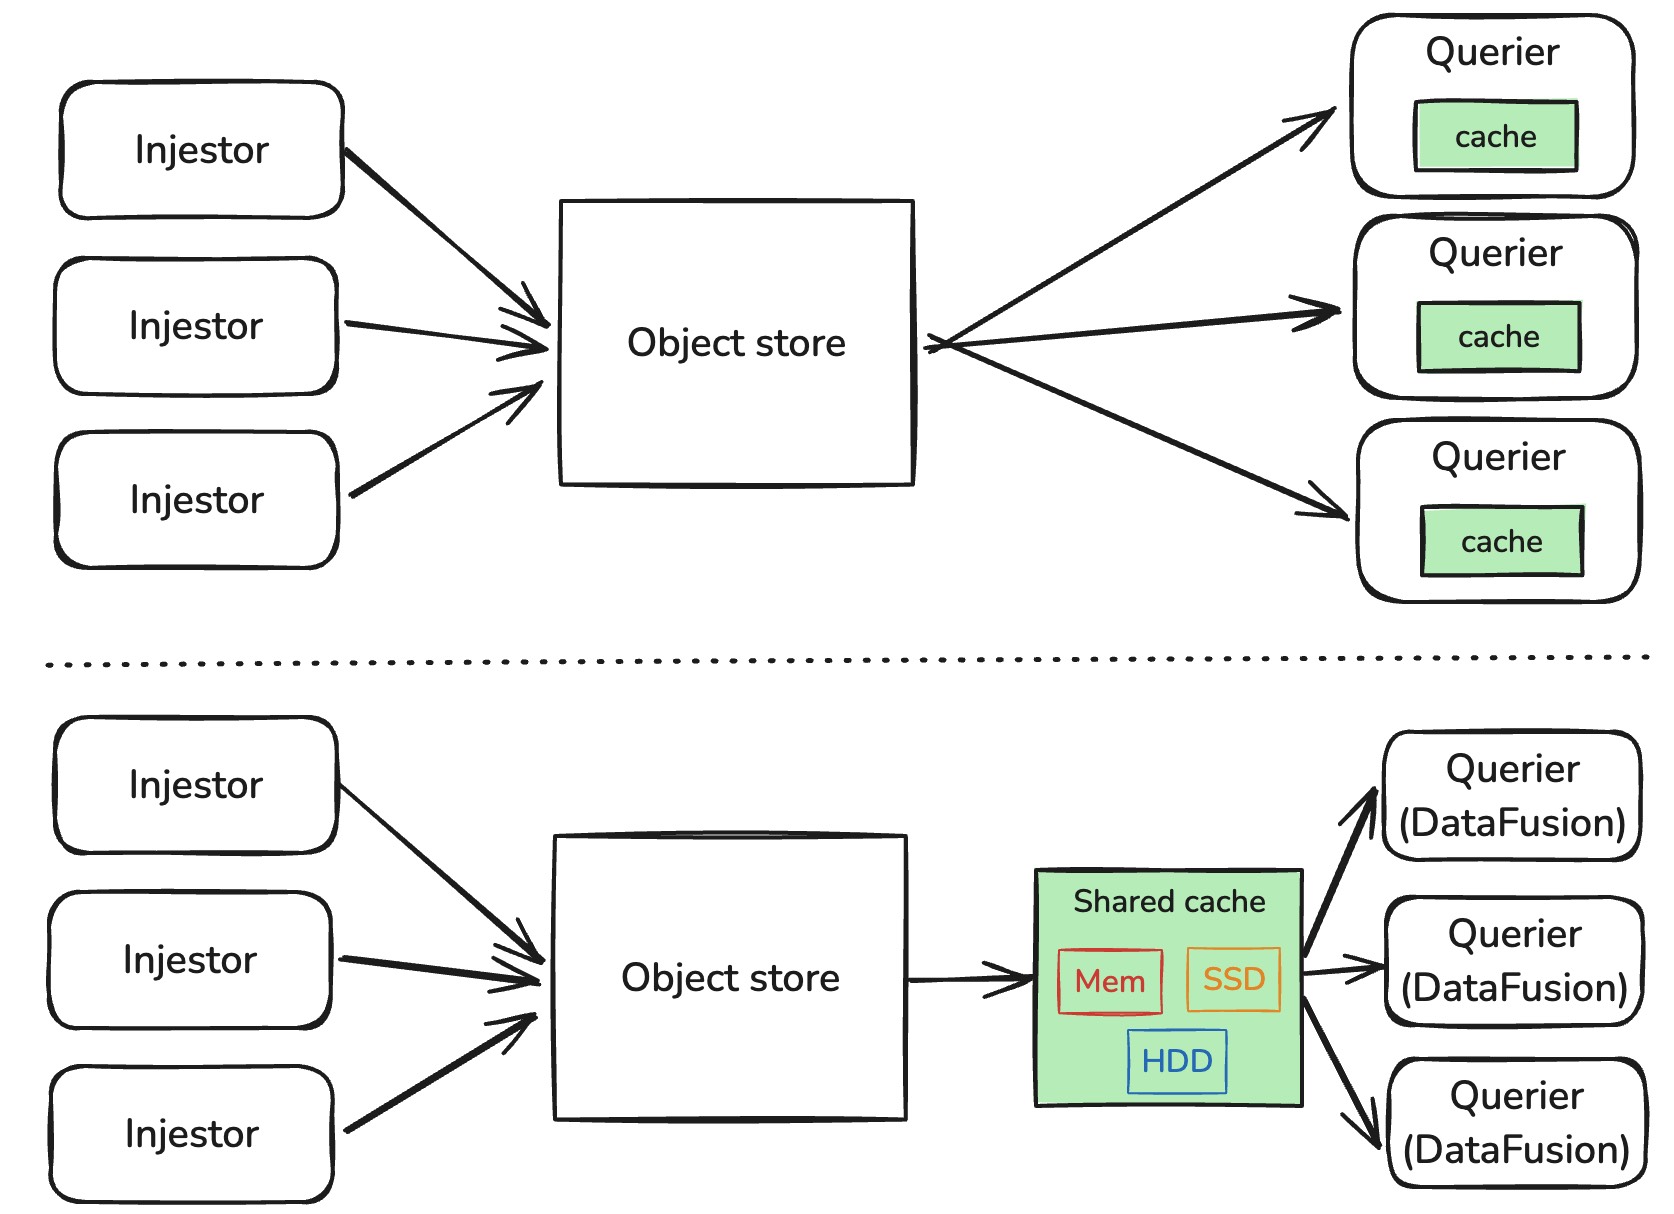 Injestor
Injestor
Injestor
Object store
Querier
cache
Querier
cache
Querier
cache
Injestor
Injestor
Injestor
Object store
Shared cache
Mem
SSD
HDD
Querier
(DataFusion)
Querier
(DataFusion)
Querier
(DataFusion)